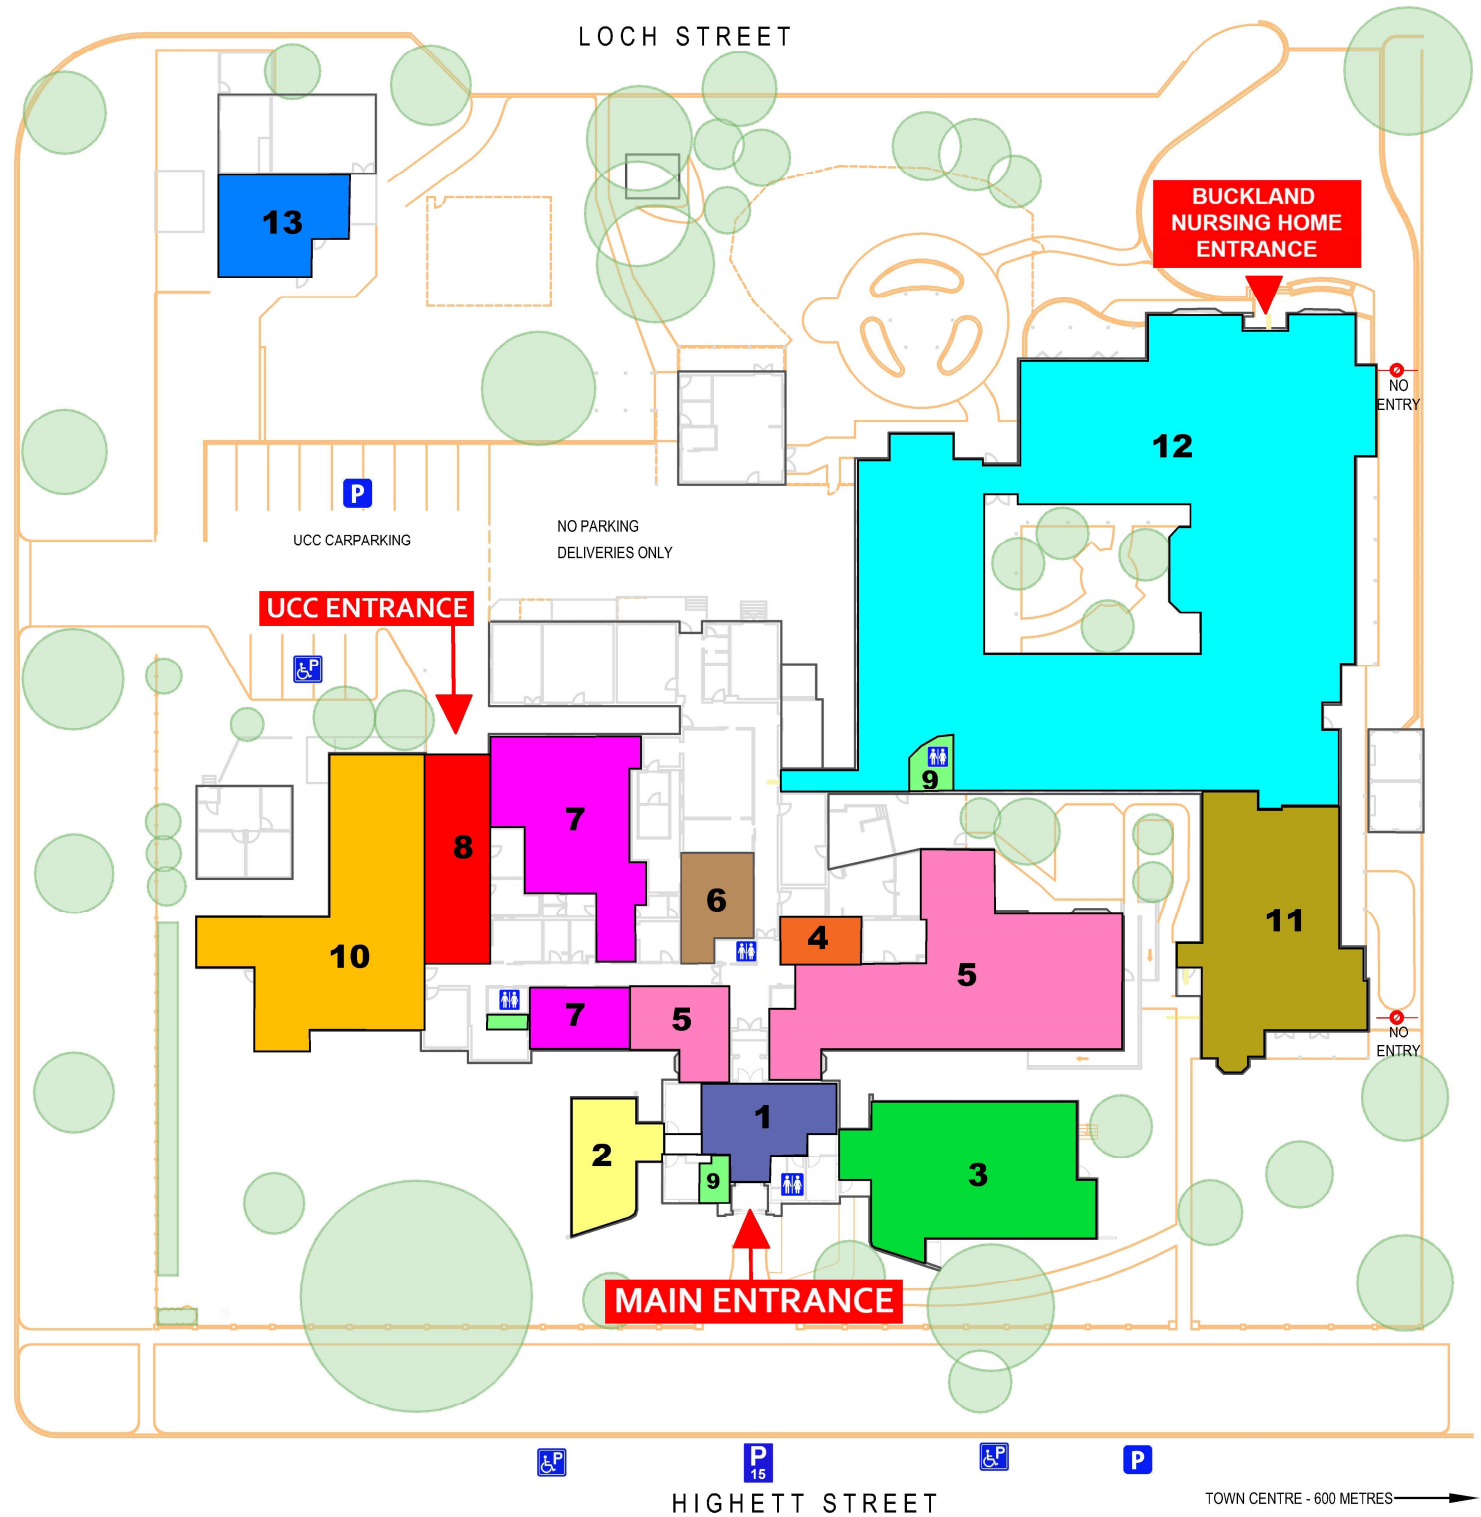 LOCH STREET
BUCKLAND
NURSING HOME
ENTRANCE
13
NO
ENTRY
12
P
UCC CARPARKING
NO PARKING
DELIVERIES ONLY
UCC ENTRANCE
P
9
7
8
6
4
11
10
5
7
5
NO
ENTRY
1
2
3
9
MAIN ENTRANCE
P
P
15
P
P
HIGHETT STREET
TOWN CENTRE - 600 METRES